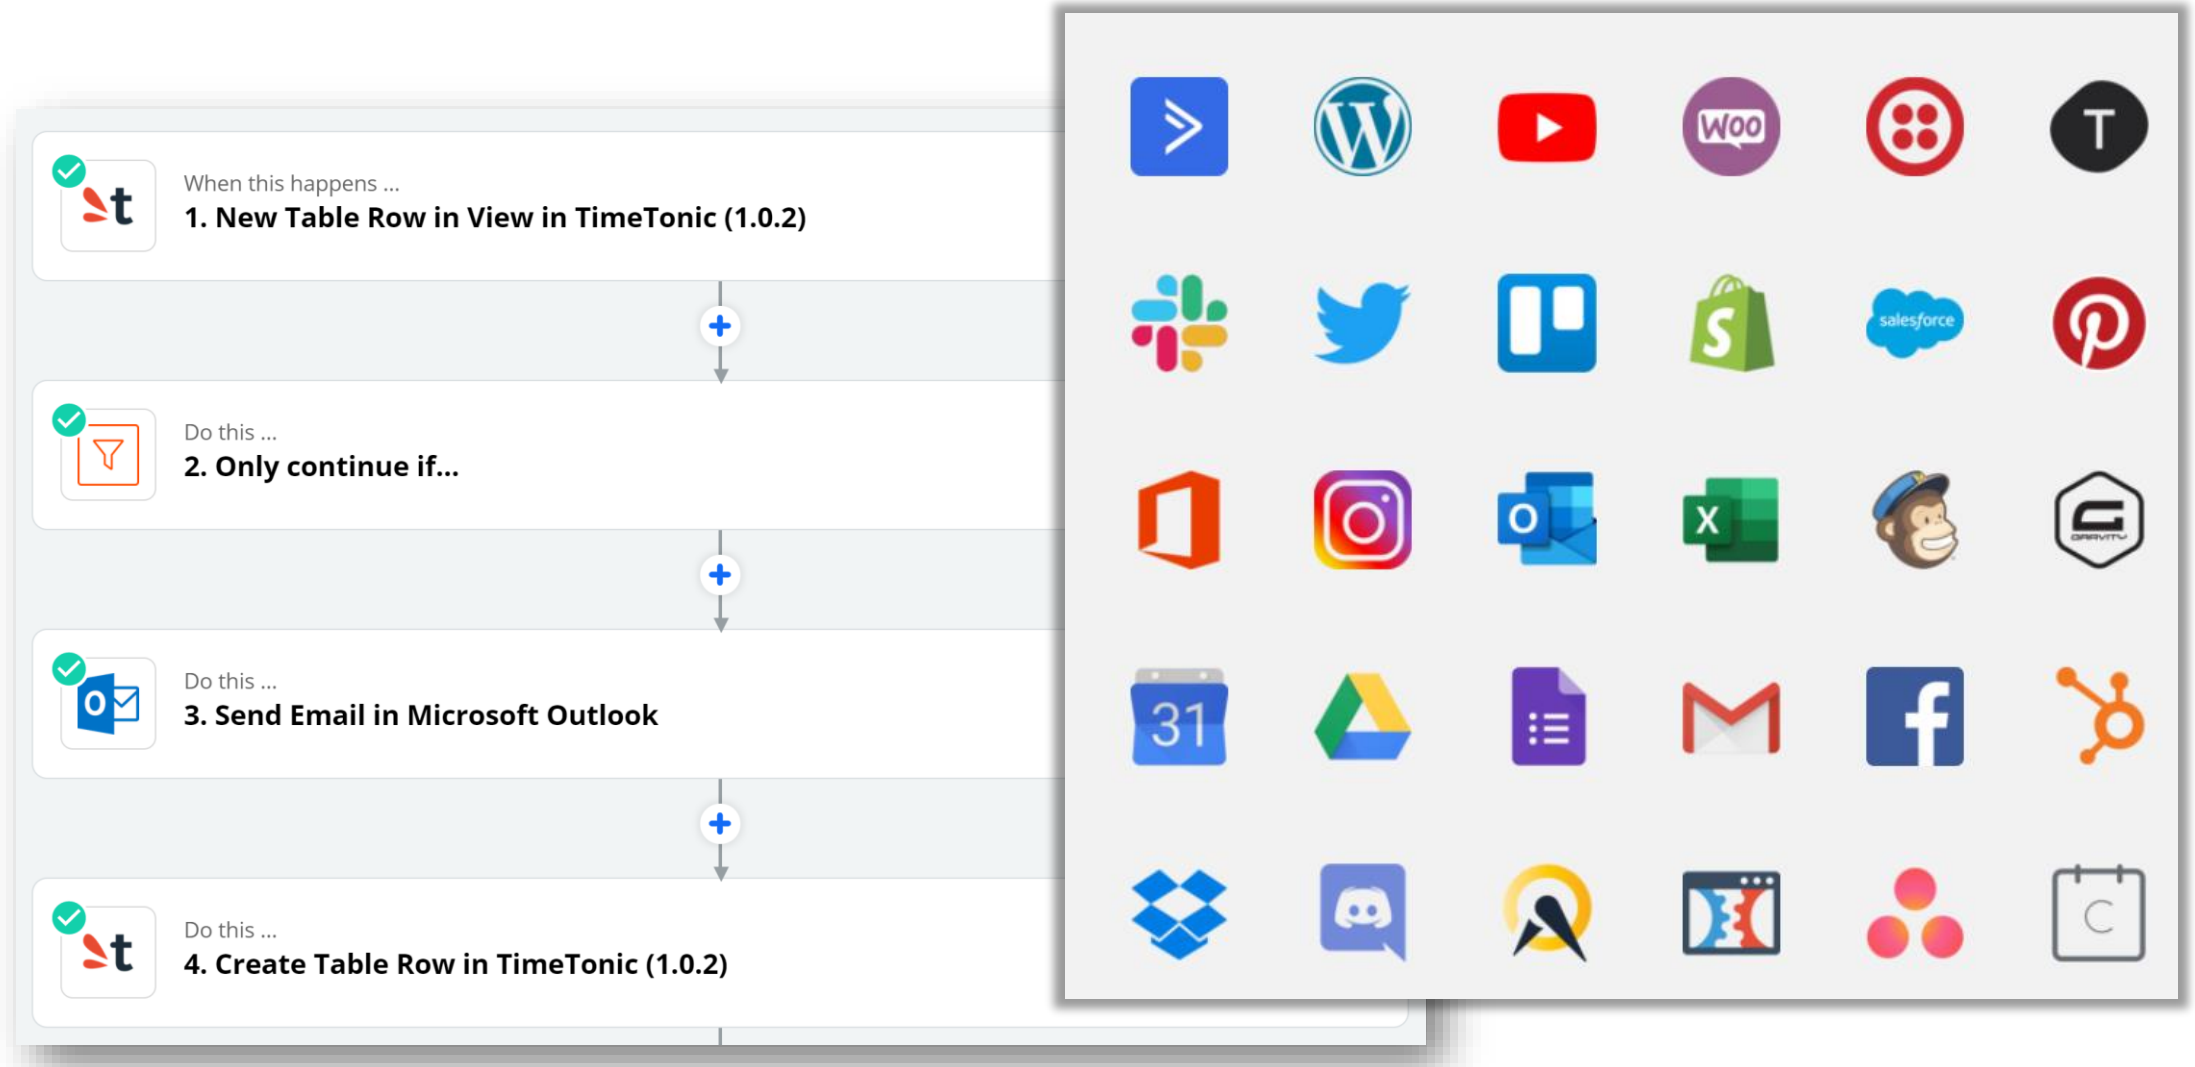 When this happens ...
1. New Table Row in View in TimeTonic (1.0.2)
Do this ...
2. Only continue if...
Do this ...
3. Send Email in Microsoft Outlook
Do this ...
4. Create Table Row in TimeTonic (1.0.2)
t
O
t
W
WOO
T
S
salesforce
O
X
G
GRAVITY
31
f
C